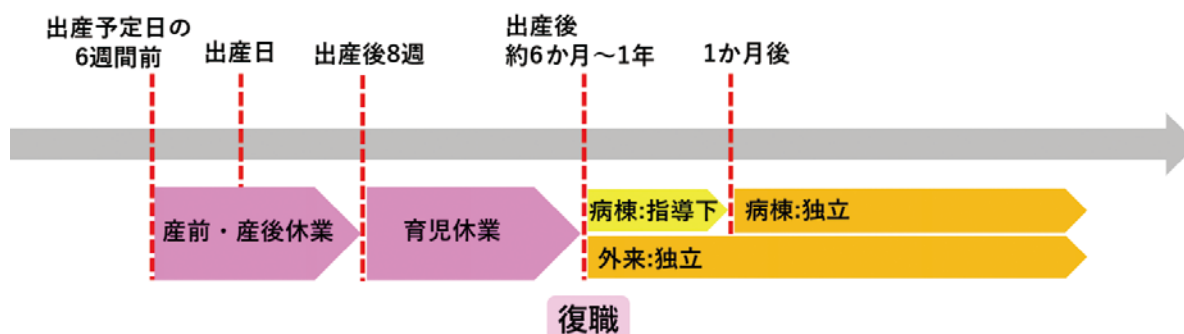 出産予定日の
6週間前
出産日
出産後8週
出産後
約6か月～1年
1か月後
産前・産後休業
育児休業
病棟:指導下
病棟:独立
外来:独立
復職